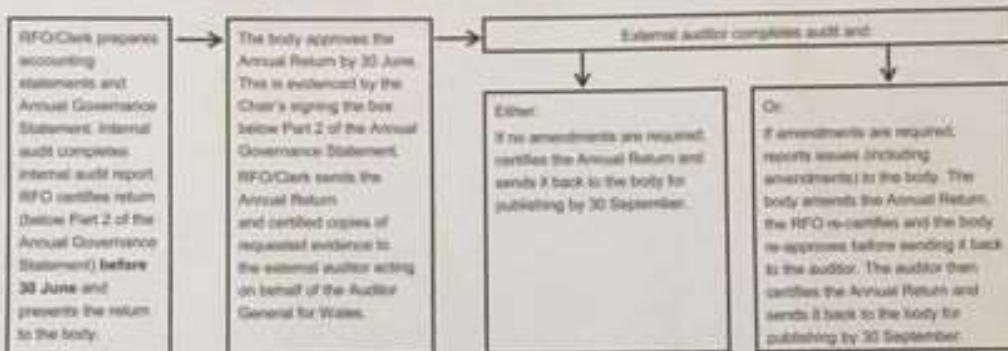 RFO/Clerk prepares
accounting
statements and
Annual Governance
Statement. Internal
audit completes
internal audit report.
RFO certifies return
(below Part 2 of the
Annual Governance
Statement) before
30 June and
presents the return
to the body.
The body approves the
Annual Return by 30 June.
This is evidenced by the
Chair's signing the box
below Part 2 of the Annual
Governance Statement.
RFO/Clerk sends the
Annual Return
and certified copies of
requested evidence to
the external auditor acting
on behalf of the Auditor
General for Wales.
External auditor completes audit and:
Either:
If no amendments are required,
certifies the Annual Return and
sends it back to the body for
publishing by 30 September.
Or:
If amendments are required,
reports issues (including
amendments) to the body. The
body amends the Annual Return,
the RFO re-certifies and the body
re-approves before sending it back
to the auditor. The auditor then
certifies the Annual Return and
sends it back to the body for
publishing by 30 September.